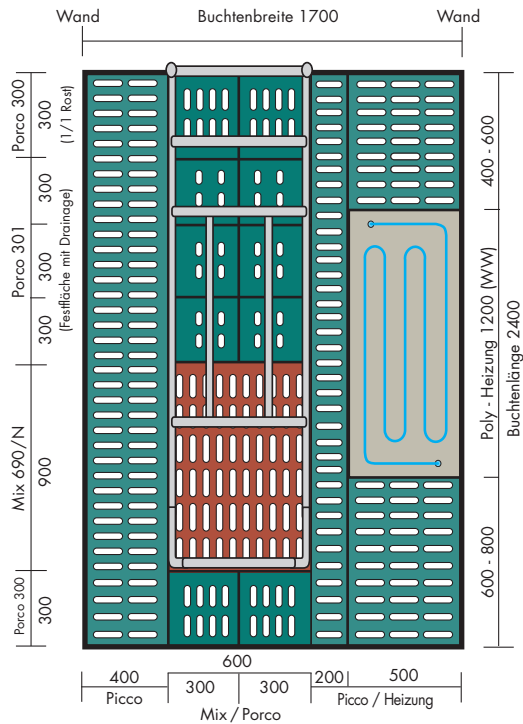 Wand Buchtenbreite 1700 Wand
Porco 300
300
(1/1 Rost)
300
Porco 301
300
(Festfläche mit Drainage)
300
Mix 690/N
900
Porco 300
300
400 - 600
Poly - Heizung 1200 (WW)
Buchtenlänge 2400
600 - 800
600
400 300 300 200 500
Picco Mix / Porco Picco / Heizung